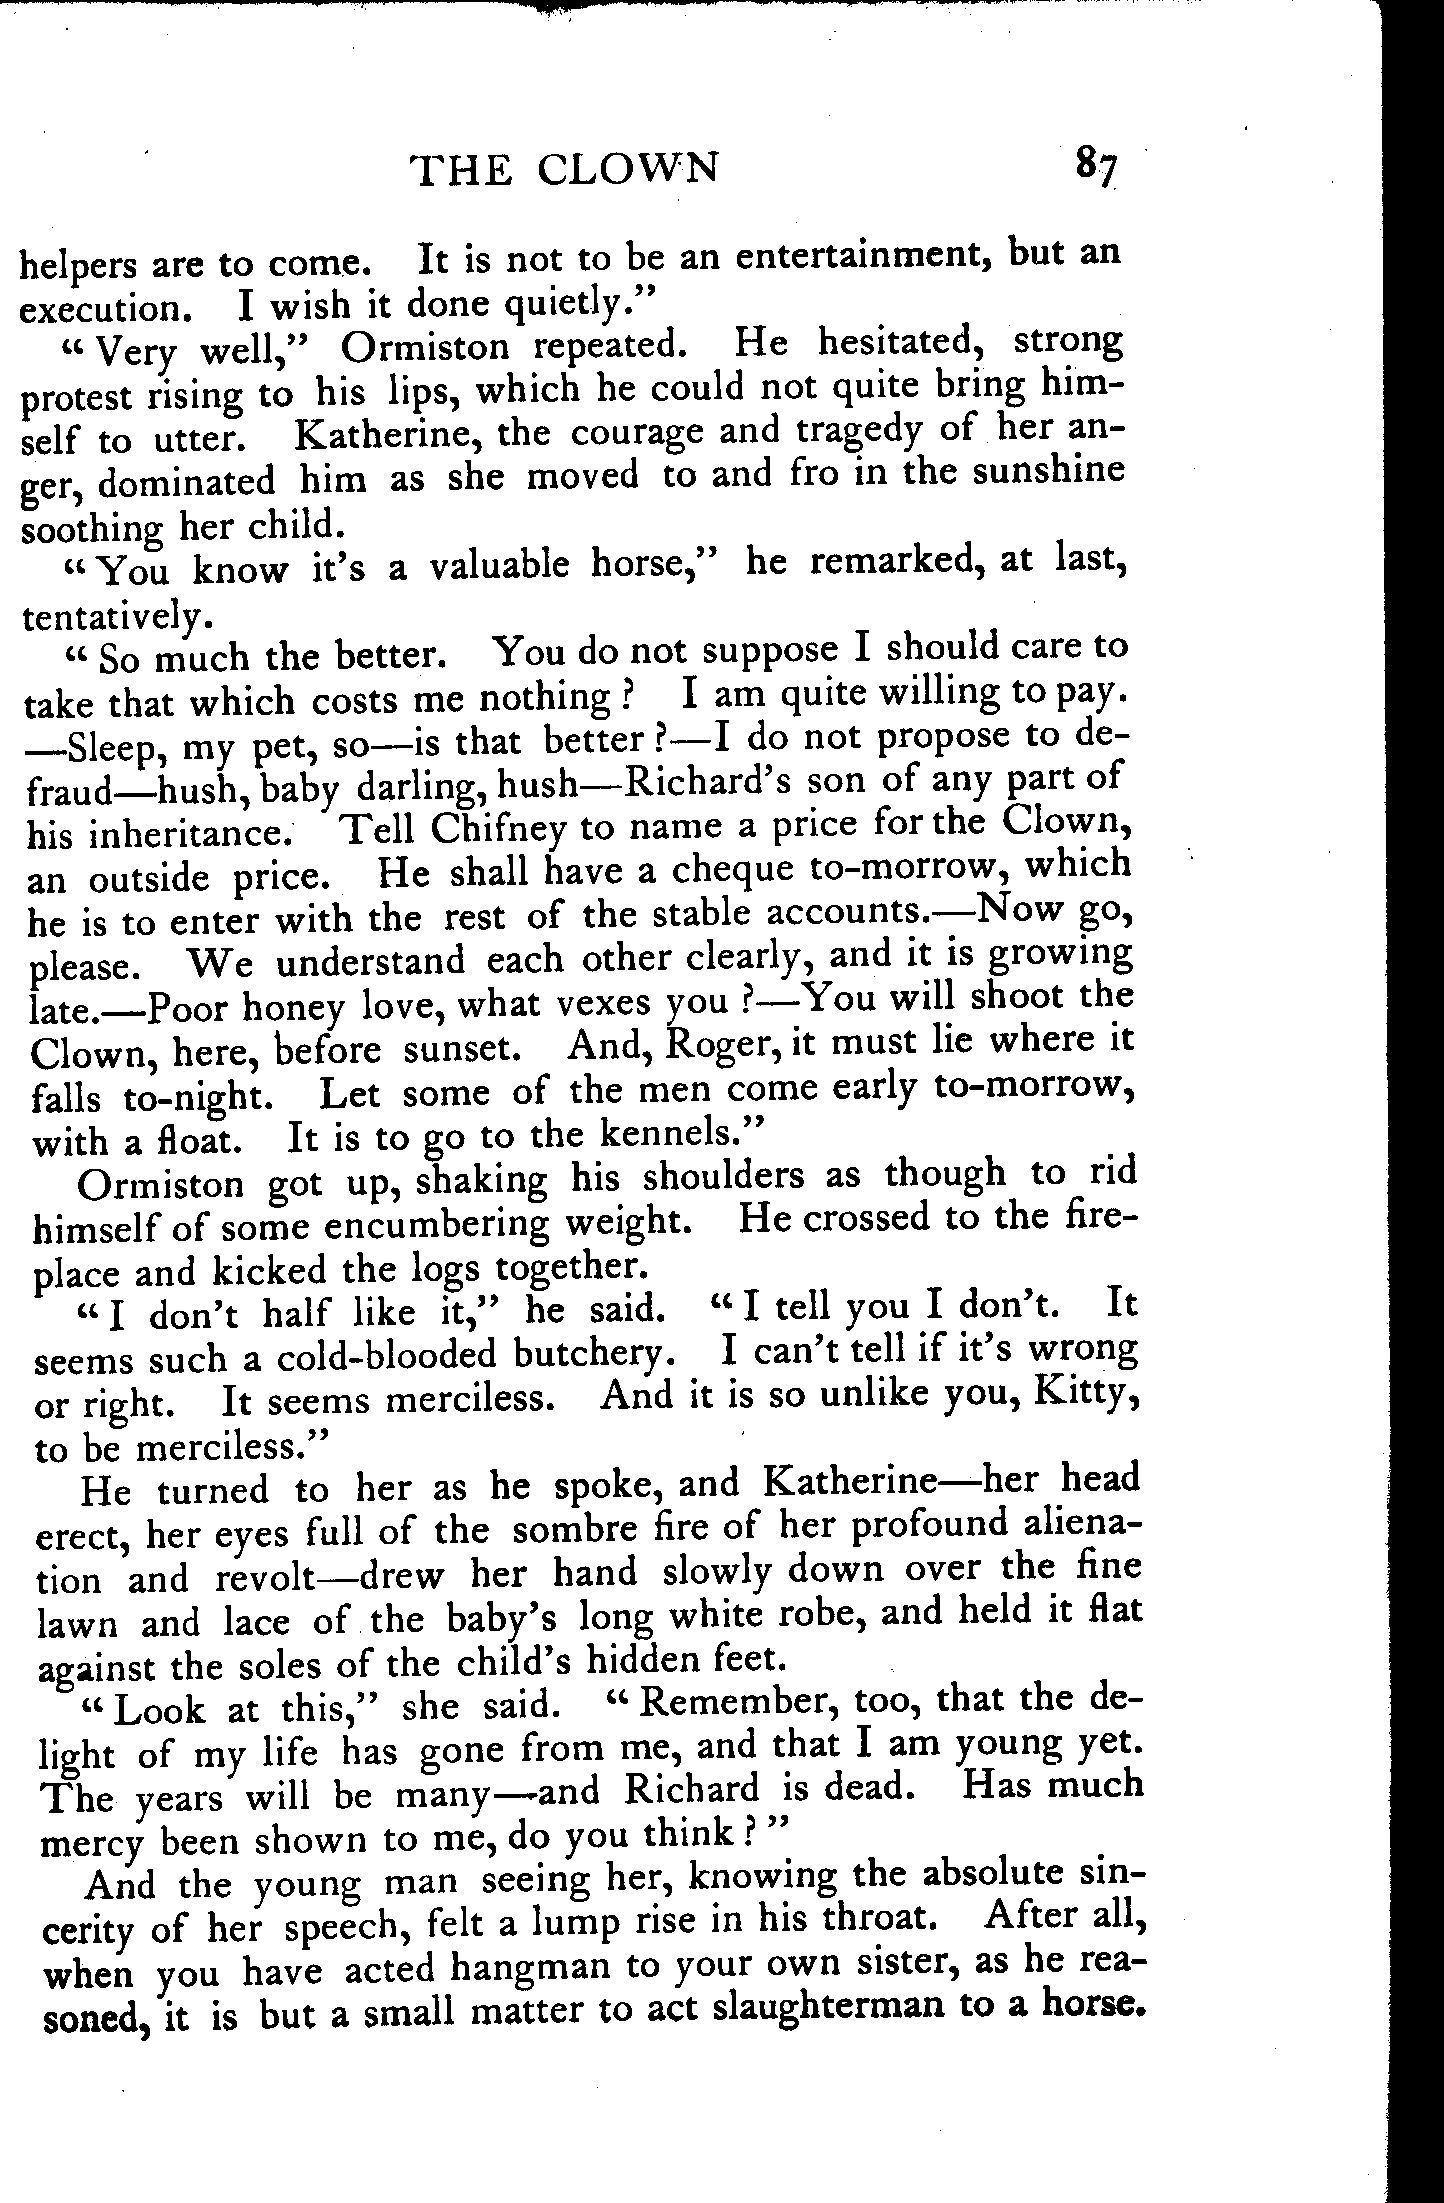 THE CLOWN 87
helpers are to come. It is not to be an entertainment, but an
execution. I wish it done quietly."
"Very well," Ormiston repeated. He hesitated, strong
protest rising to his lips, which he could not quite bring him-
self to utter. Katherine, the courage and tragedy of her an-
ger, dominated him as she moved to and fro in the sunshine
soothing her child.
"You know it's a valuable horse," he remarked, at last,
tentatively.
"So much the better. You do not suppose I should care to
take that which costs me nothing? I am quite willing to pay.
—Sleep, my pet, so—is that better?—I do not propose to de-
fraud—hush, baby darling, hush—Richard's son of any part of
his inheritance. Tell Chifney to name a price for the Clown,
an outside price. He shall have a cheque to-morrow, which
he is to enter with the rest of the stable accounts.—Now go,
please. We understand each other clearly, and it is growing
late.—Poor honey love, what vexes you?—You will shoot the
Clown, here, before sunset. And, Roger, it must lie where it
falls to-night. Let some of the men come early to-morrow,
with a float. It is to go to the kennels."
Ormiston got up, shaking his shoulders as though to rid
himself of some encumbering weight. He crossed to the fire-
place and kicked the logs together.
"I don't half like it," he said. "I tell you I don't. It
seems such a cold-blooded butchery. I can't tell if it's wrong
or right. It seems merciless. And it is so unlike you, Kitty,
to be merciless."
He turned to her as he spoke, and Katherine—her head
erect, her eyes full of the sombre fire of her profound aliena-
tion and revolt—drew her hand slowly down over the fine
lawn and lace of the baby's long white robe, and held it flat
against the soles of the child's hidden feet.
"Look at this," she said. "Remember, too, that the de-
light of my life has gone from me, and that I am young yet.
The years will be many—and Richard is dead. Has much
mercy been shown to me, do you think?"
And the young man seeing her, knowing the absolute sin-
cerity of her speech, felt a lump rise in his throat. After all,
when you have acted hangman to your own sister, as he rea-
soned, it is but a small matter to act slaughterman to a horse.